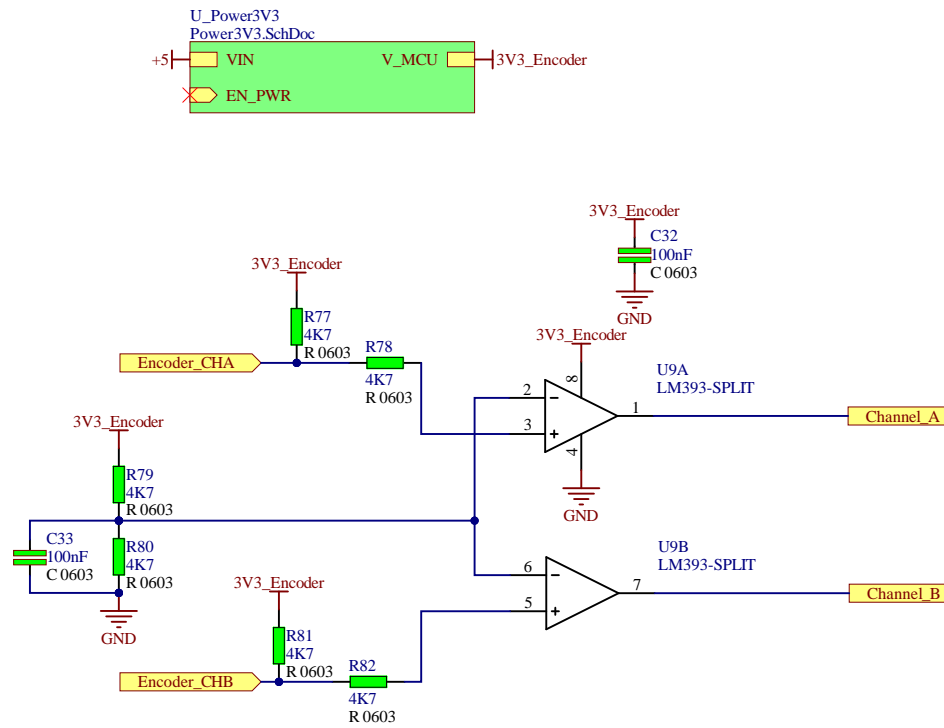 U_Power3V3
Power3V3.SchDoc
+5
VIN
V_MCU
3V3_Encoder
EN_PWR
3V3_Encoder
C32
100nF
C 0603
GND
3V3_Encoder
R77
4K7
R 0603
Encoder_CHA
R78
4K7
R 0603
3V3_Encoder
8
U9A
LM393-SPLIT
2
3
1
4
GND
Channel_A
3V3_Encoder
R79
4K7
R 0603
C33
100nF
C 0603
R80
4K7
R 0603
GND
U9B
LM393-SPLIT
6
5
7
Channel_B
3V3_Encoder
R81
4K7
R 0603
Encoder_CHB
R82
4K7
R 0603